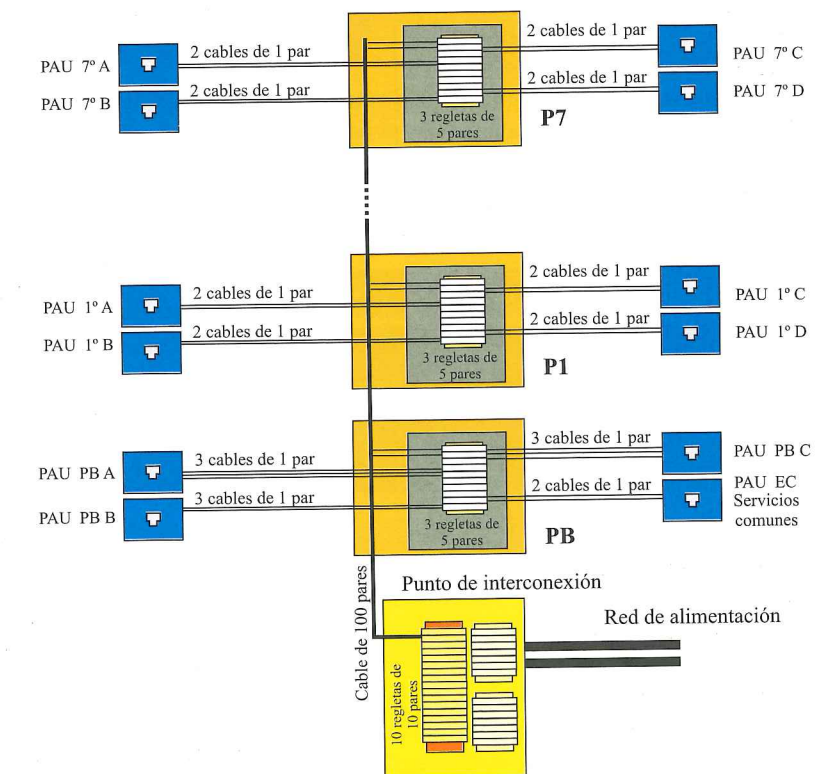 PAU 7º A
2 cables de 1 par
2 cables de 1 par
PAU 7º C
PAU 7º B
2 cables de 1 par
2 cables de 1 par
PAU 7º D
3 regletas de
5 pares
P7
PAU 1º A
2 cables de 1 par
2 cables de 1 par
PAU 1º C
PAU 1º B
2 cables de 1 par
2 cables de 1 par
PAU 1º D
3 regletas de
5 pares
P1
PAU PB A
3 cables de 1 par
3 cables de 1 par
PAU PB C
PAU PB B
3 cables de 1 par
2 cables de 1 par
PAU EC
Servicios
comunes
3 regletas de
5 pares
PB
Cable de 100 pares
Punto de interconexión
10 regletas de
10 pares
Red de alimentación